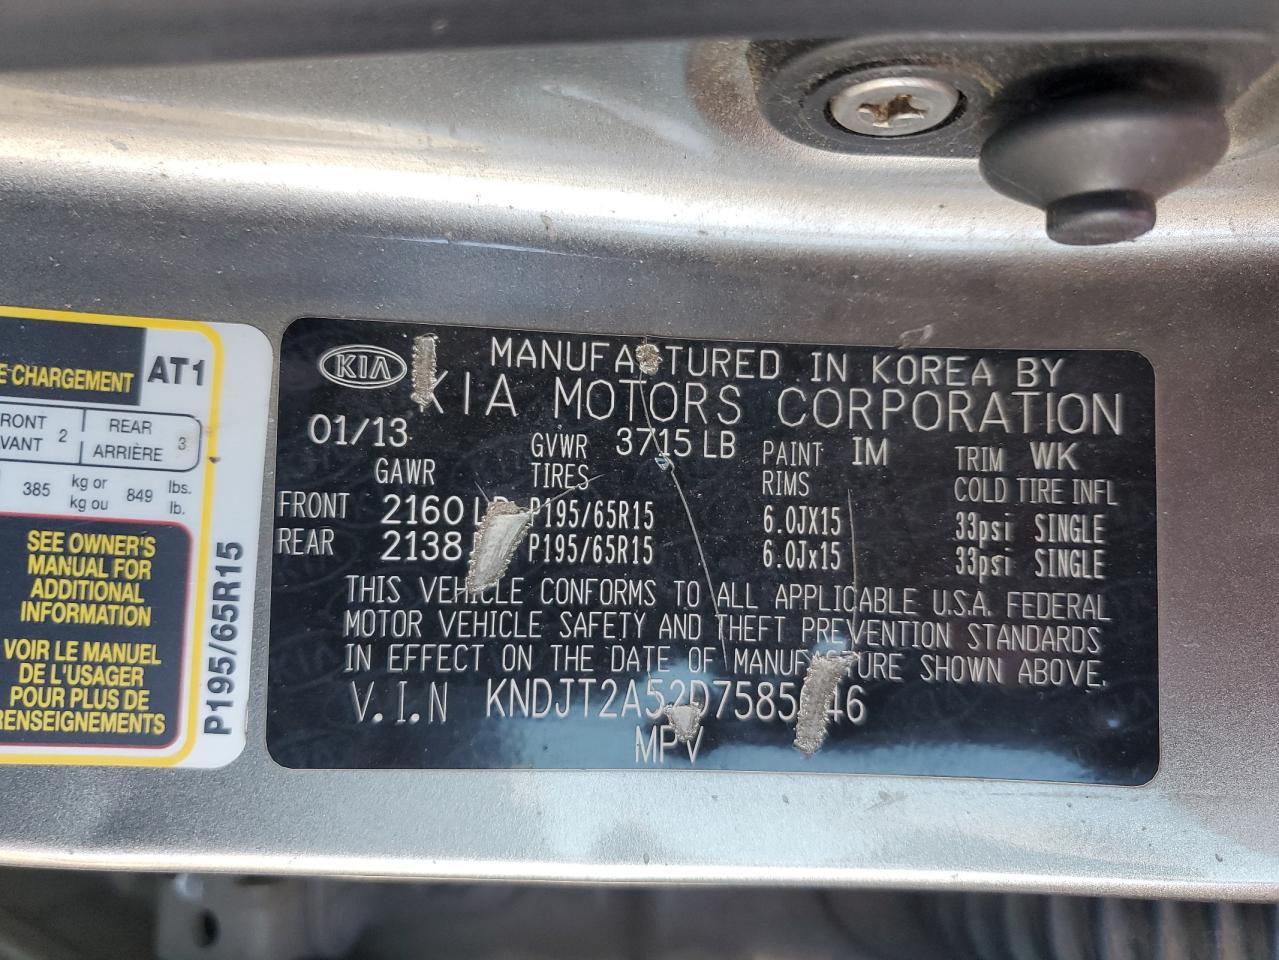 E CHARGEMENT AT1
FRONT 2 REAR 3
AVANT ARRIÈRE
385 kg or 849 lbs.
kg ou lb.
SEE OWNER'S
MANUAL FOR
ADDITIONAL
INFORMATION
VOIR LE MANUEL
DE L'USAGER
POUR PLUS DE
RENSEIGNEMENTS
P195/65R15
KIA MANUFACTURED IN KOREA BY
KIA MOTORS CORPORATION
01/13 GVWR 3715 LB PAINT IM TRIM WK
GAWR TIRES RIMS COLD TIRE INFL
FRONT 2160 LB P195/65R15 6.0JX15 33psi SINGLE
REAR 2138 P195/65R15 6.0Jx15 33psi SINGLE
THIS VEHICLE CONFORMS TO ALL APPLICABLE U.S.A. FEDERAL
MOTOR VEHICLE SAFETY AND THEFT PREVENTION STANDARDS
IN EFFECT ON THE DATE OF MANUFACTURE SHOWN ABOVE.
V.I.N
MPV